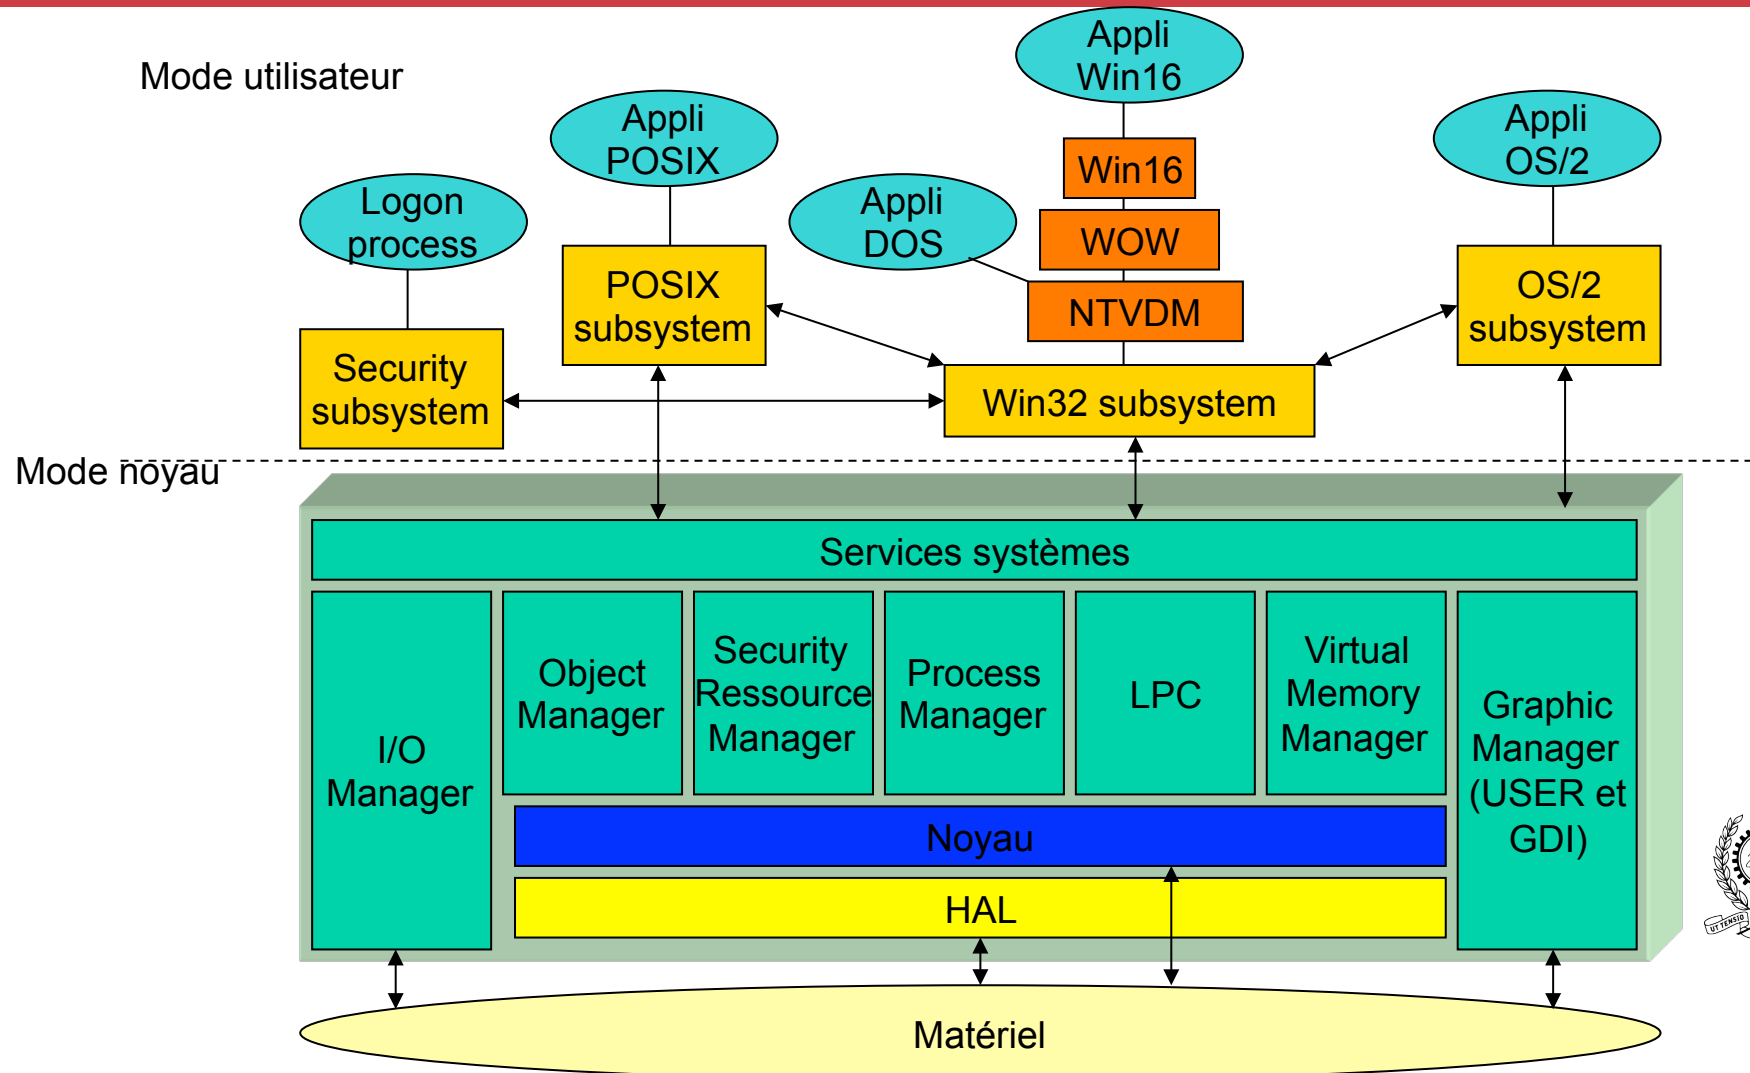 Mode utilisateur
Appli
Win16
Appli
POSIX
Appli
OS/2
Win16
Logon
process
Appli
DOS
WOW
POSIX
subsystem
NTVDM
OS/2
subsystem
Security
subsystem
Win32 subsystem
Mode noyau
Services systèmes
I/O
Manager
Object
Manager
Security
Ressource
Manager
Process
Manager
LPC
Virtual
Memory
Manager
Graphic
Manager
(USER et
GDI)
Noyau
HAL
Matériel
UT TENSIO